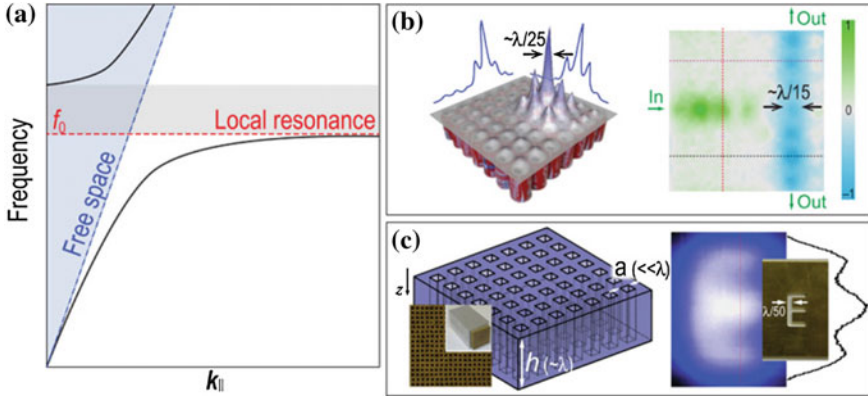 (a)
Frequency
f₀
Local resonance
Free space
k||
(b)
~λ/25
In
Out
~λ/15
Out
1
0
−1
(c)
z
a (<<λ)
h (~λ)
λ/50
E